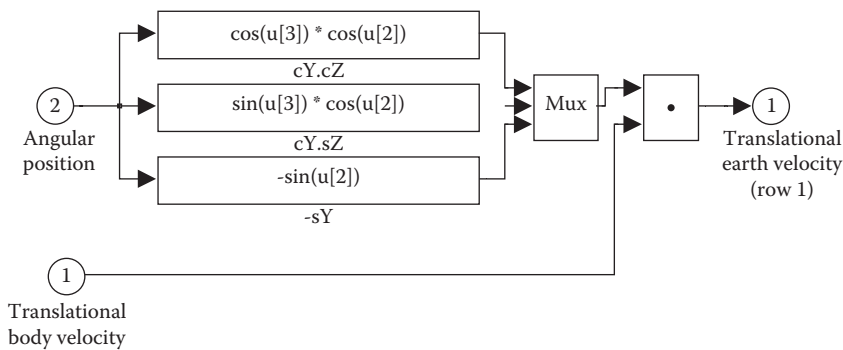 cos(u[3]) * cos(u[2])
cY.cZ
2
Angular
position
sin(u[3]) * cos(u[2])
cY.sZ
-sin(u[2])
-sY
Mux
1
Translational
earth velocity
(row 1)
1
Translational
body velocity